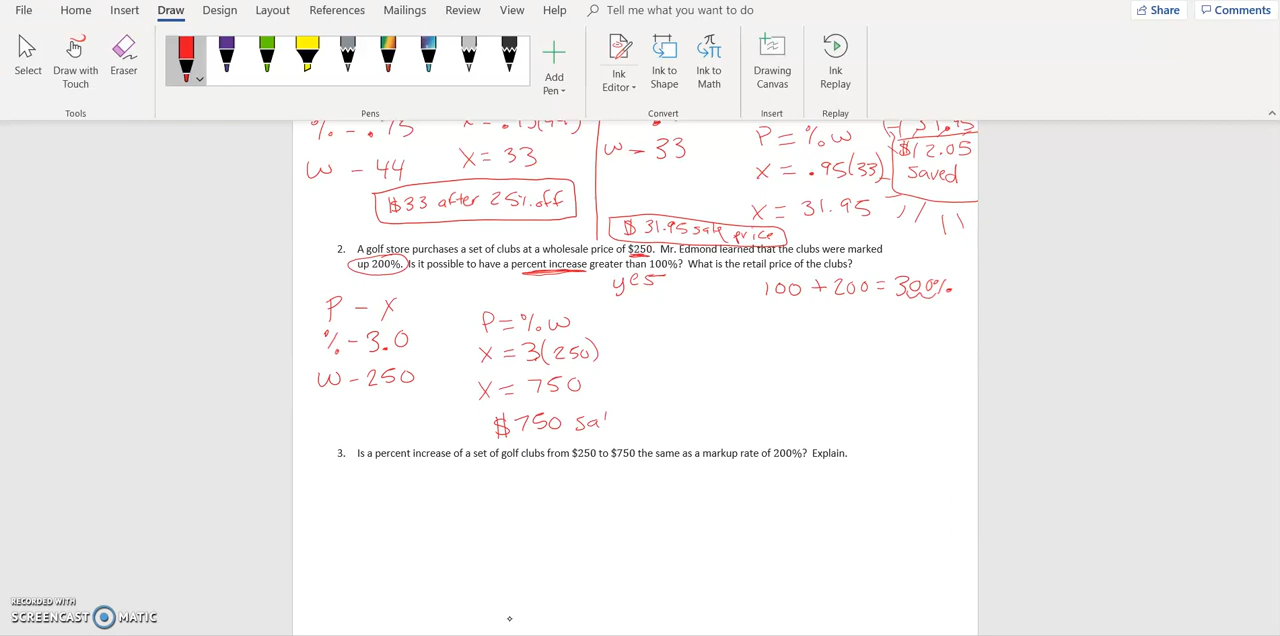 File Home Insert Draw Design Layout References Mailings Review View Help Tell me what you want to do Share Comments
Select Draw with Touch Eraser Add Pen Ink Editor Ink to Shape Ink to Math Drawing Canvas Ink Replay
Tools Pens Convert Insert Replay
% - .75
W - 44
X = 33
$33 after 25% off
W - 33
$31.95 sale price
P = % W
X = .95(33)
X = 31.95
$12.05
saved
2. A golf store purchases a set of clubs at a wholesale price of $250. Mr. Edmond learned that the clubs were marked
up 200%. Is it possible to have a percent increase greater than 100%? What is the retail price of the clubs?
yes
100 + 200 = 300%
P - X
% - 3.0
W - 250
P = % W
X = 3(250)
X = 750
$750 sa
3. Is a percent increase of a set of golf clubs from $250 to $750 the same as a markup rate of 200%? Explain.
RECORDED WITH
SCREENCAST MATIC